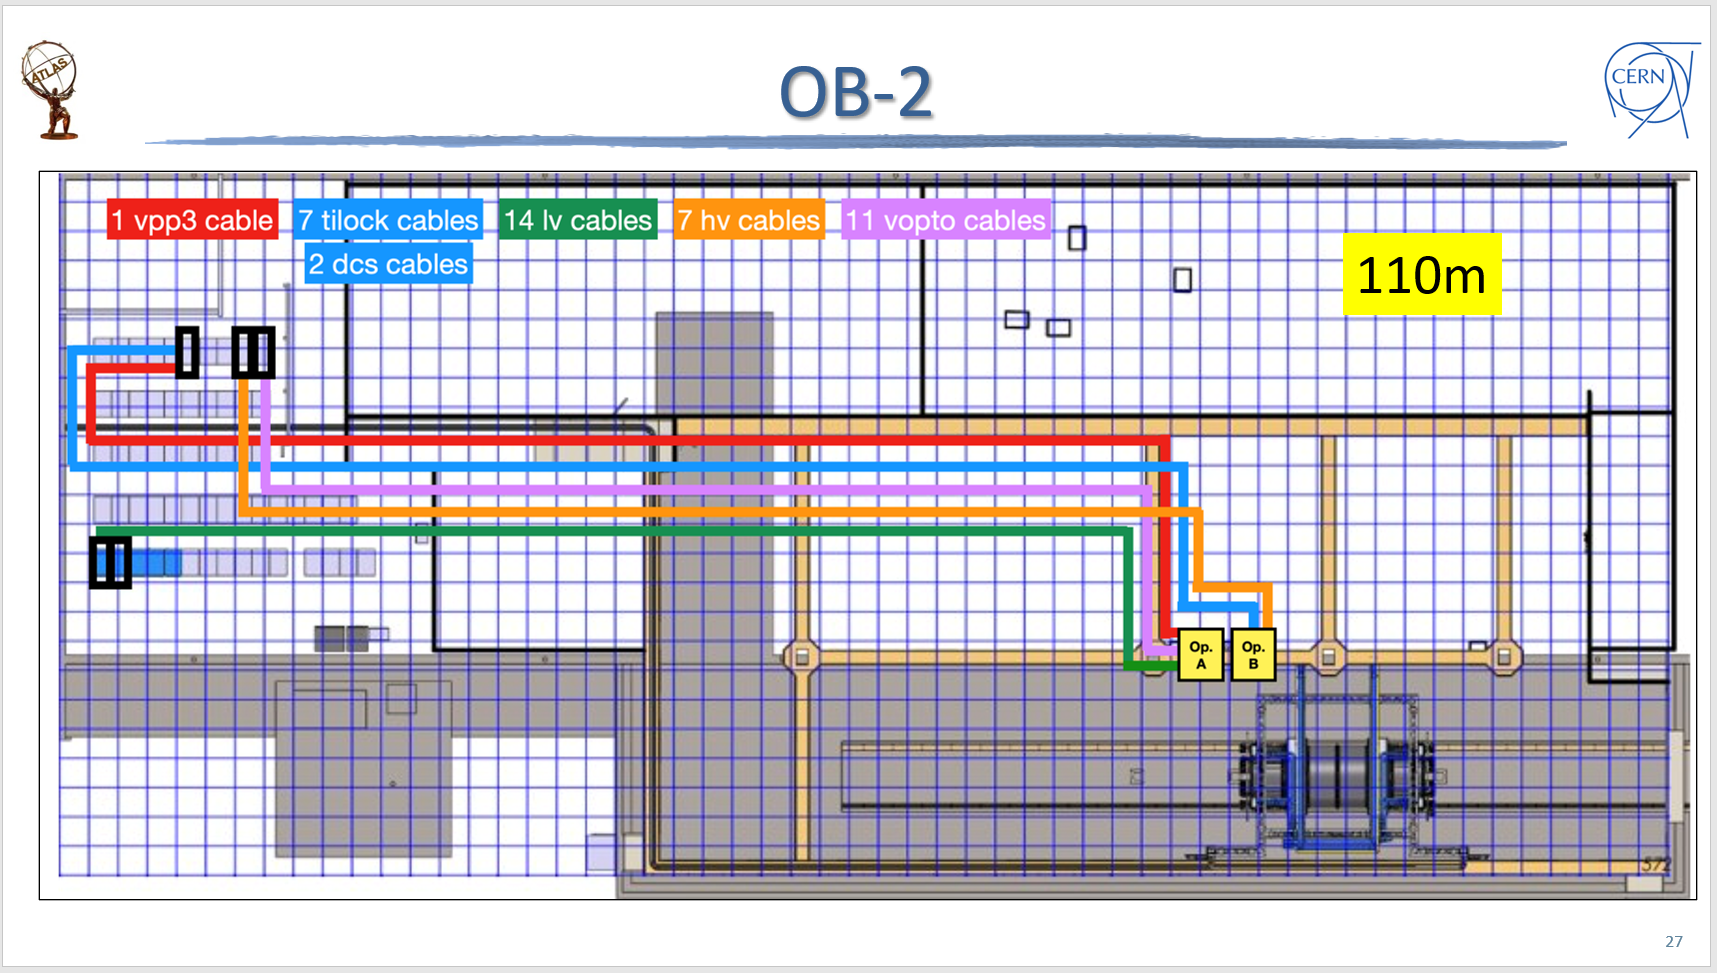 ATLAS
OB-2
CERN
1 vpp3 cable
7 tilock cables
14 lv cables
7 hv cables
11 vopto cables
2 dcs cables
110m
Op.
A
Op.
B
572
27